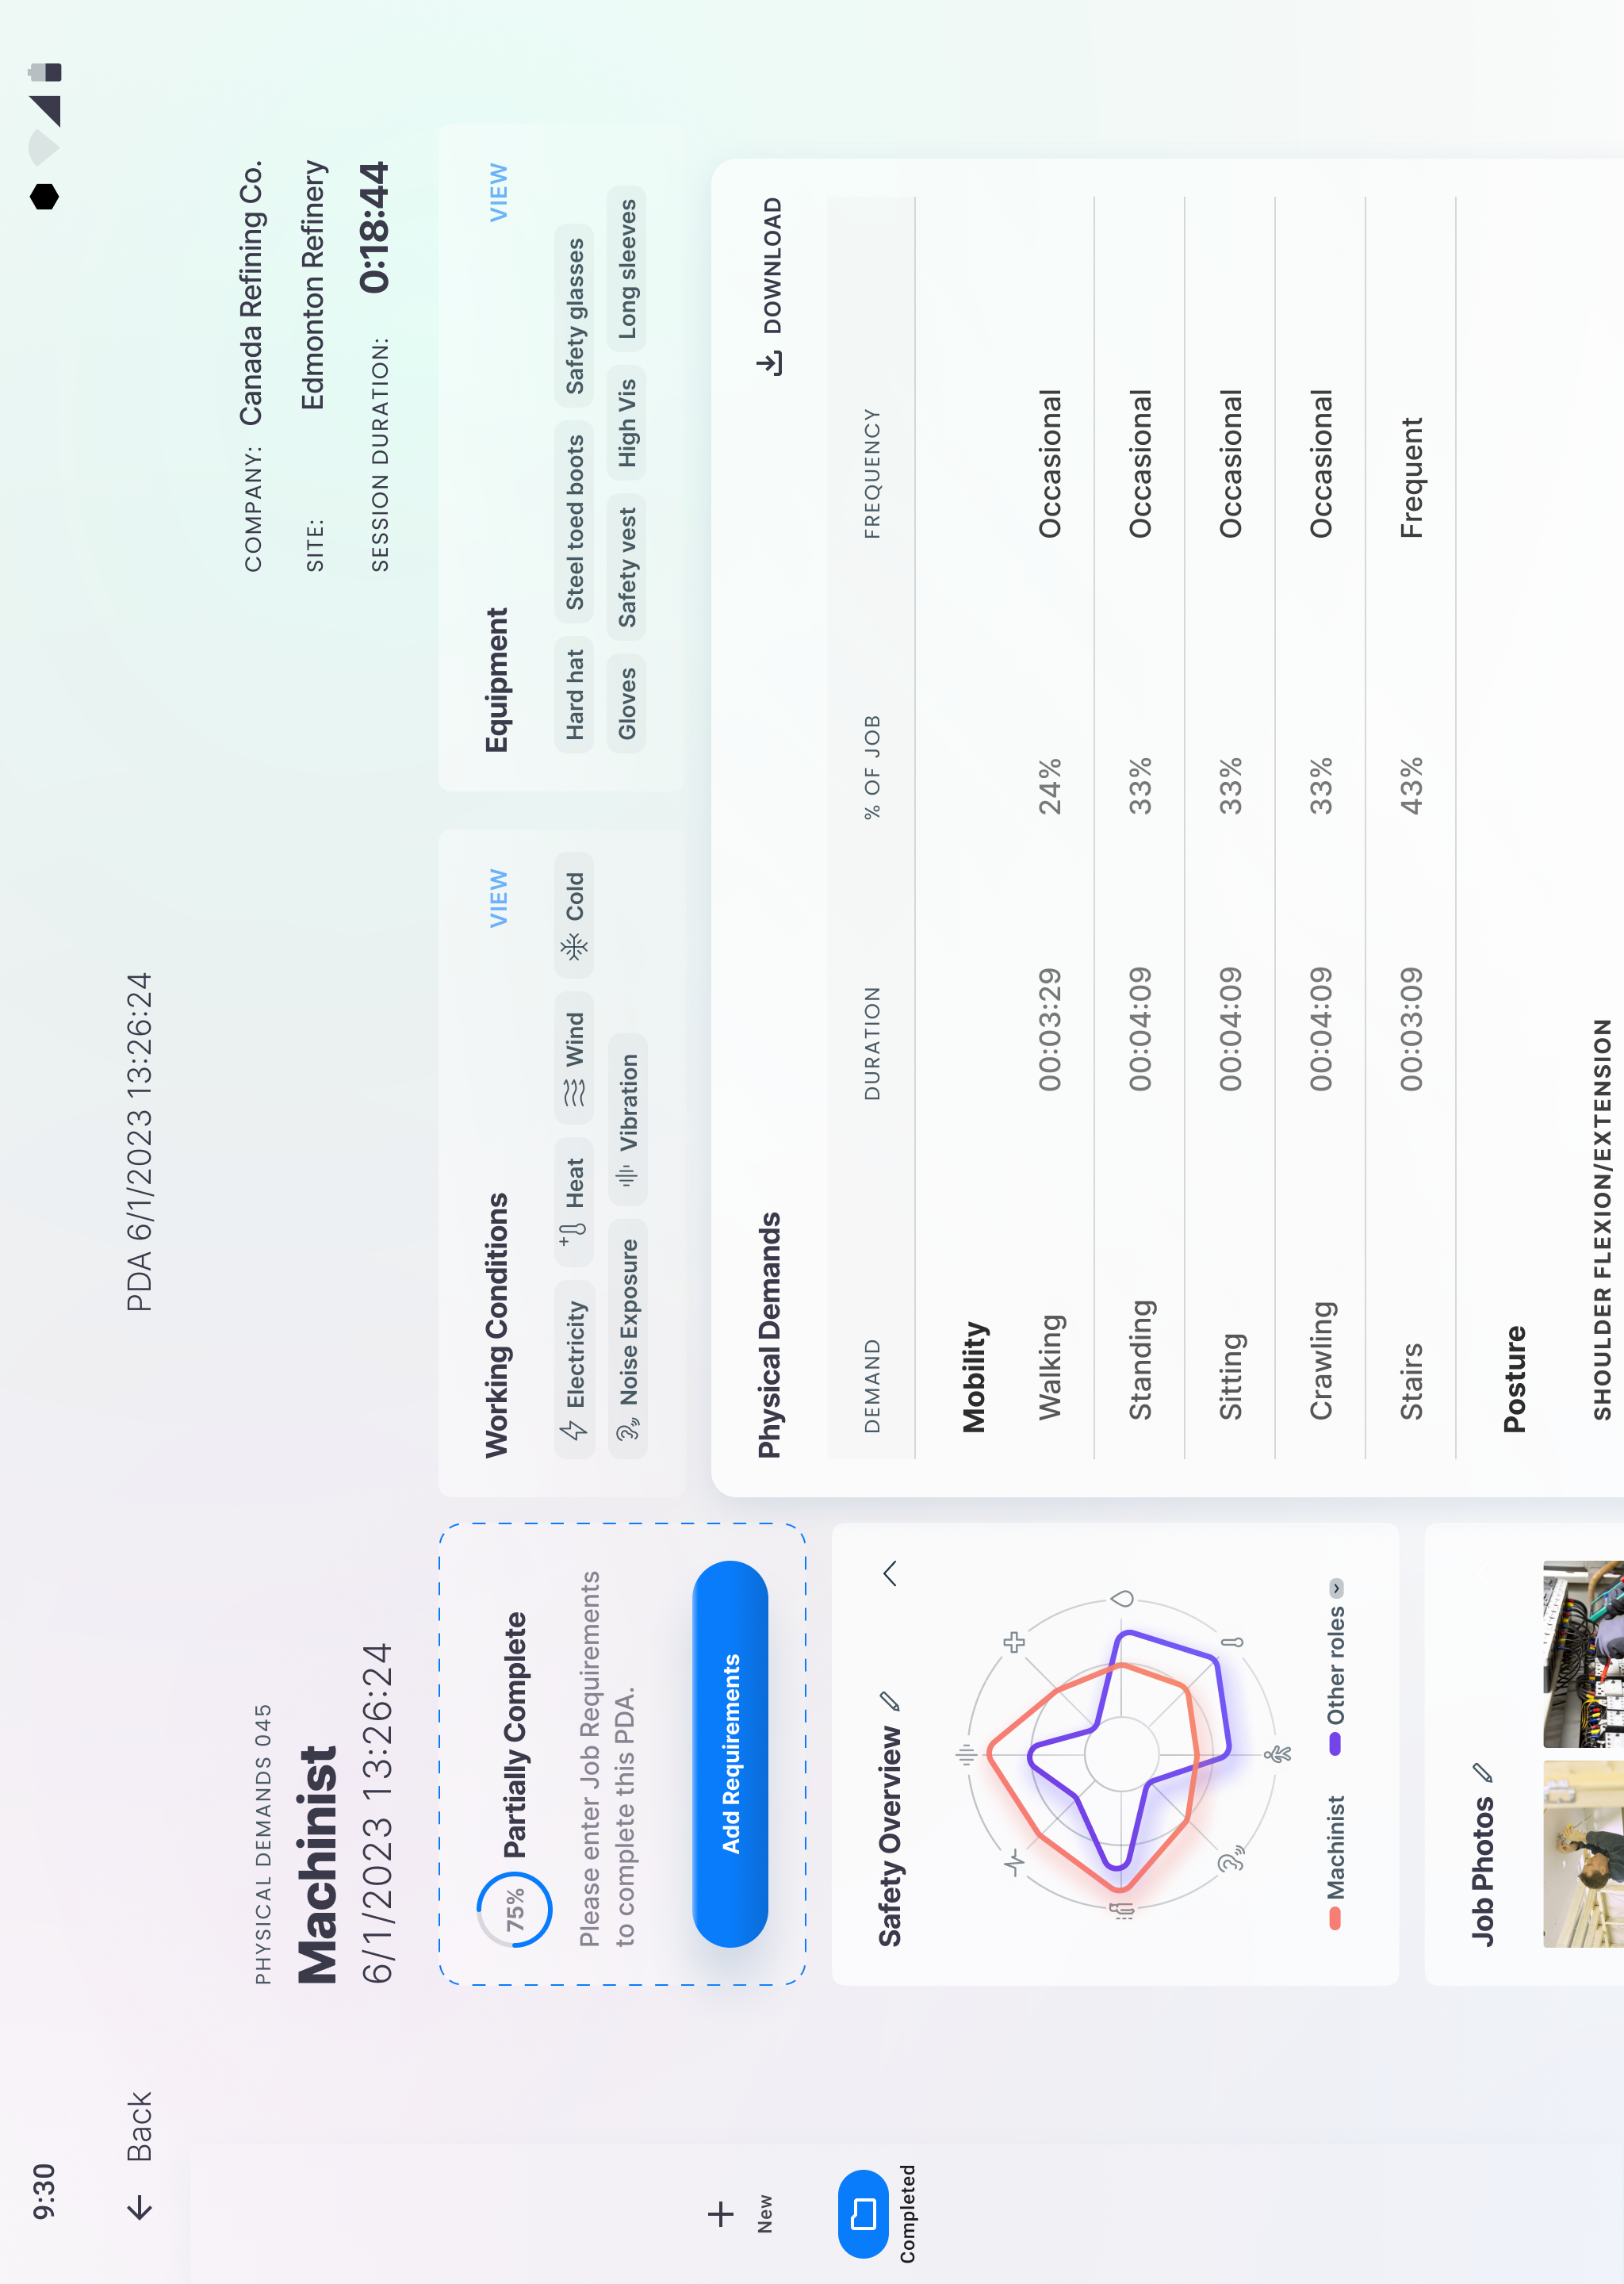 9:30
← Back
PDA 6/1/2023 13:26:24
PHYSICAL DEMANDS 045
Machinist
6/1/2023 13:26:24
COMPANY: Canada Refining Co.
SITE: Edmonton Refinery
SESSION DURATION: 0:18:44
New
Completed
75% Partially Complete
Please enter Job Requirements
to complete this PDA.
Add Requirements
Safety Overview
Machinist Other roles
Job Photos
Working Conditions VIEW
Electricity Heat Wind Cold
Noise Exposure Vibration
Equipment VIEW
Hard hat Steel toed boots Safety glasses
Gloves Safety vest High Vis Long sleeves
Physical Demands DOWNLOAD
DEMAND DURATION % OF JOB FREQUENCY
Mobility
Walking 00:03:29 24% Occasional
Standing 00:04:09 33% Occasional
Sitting 00:04:09 33% Occasional
Crawling 00:04:09 33% Occasional
Stairs 00:03:09 43% Frequent
Posture
SHOULDER FLEXION/EXTENSION